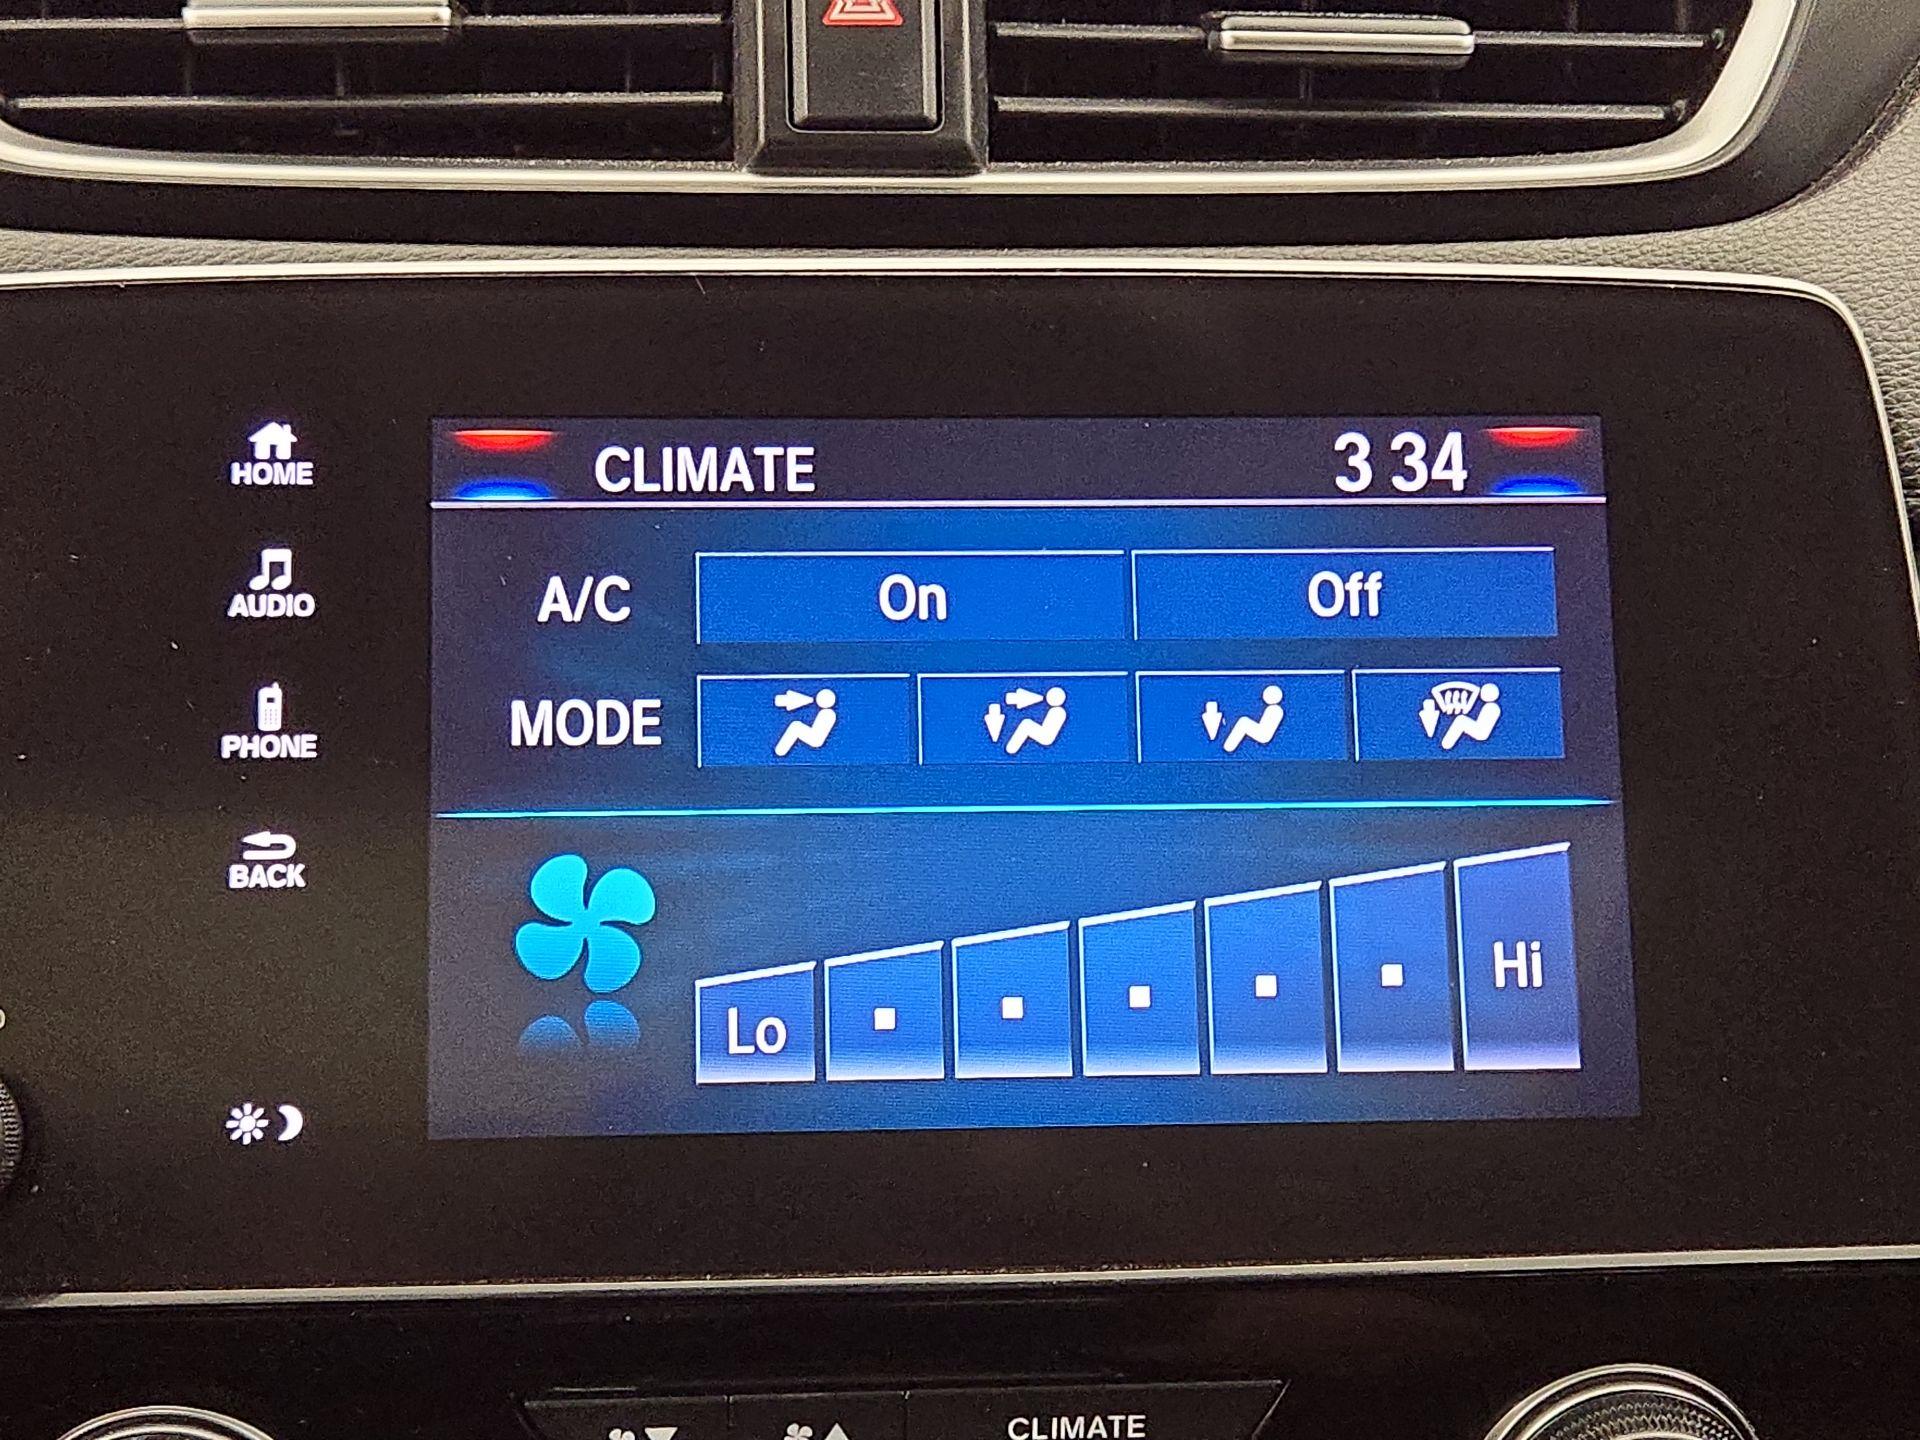 HOME
AUDIO
PHONE
BACK
CLIMATE 3 34
A/C On Off
MODE
Lo Hi
CLIMATE